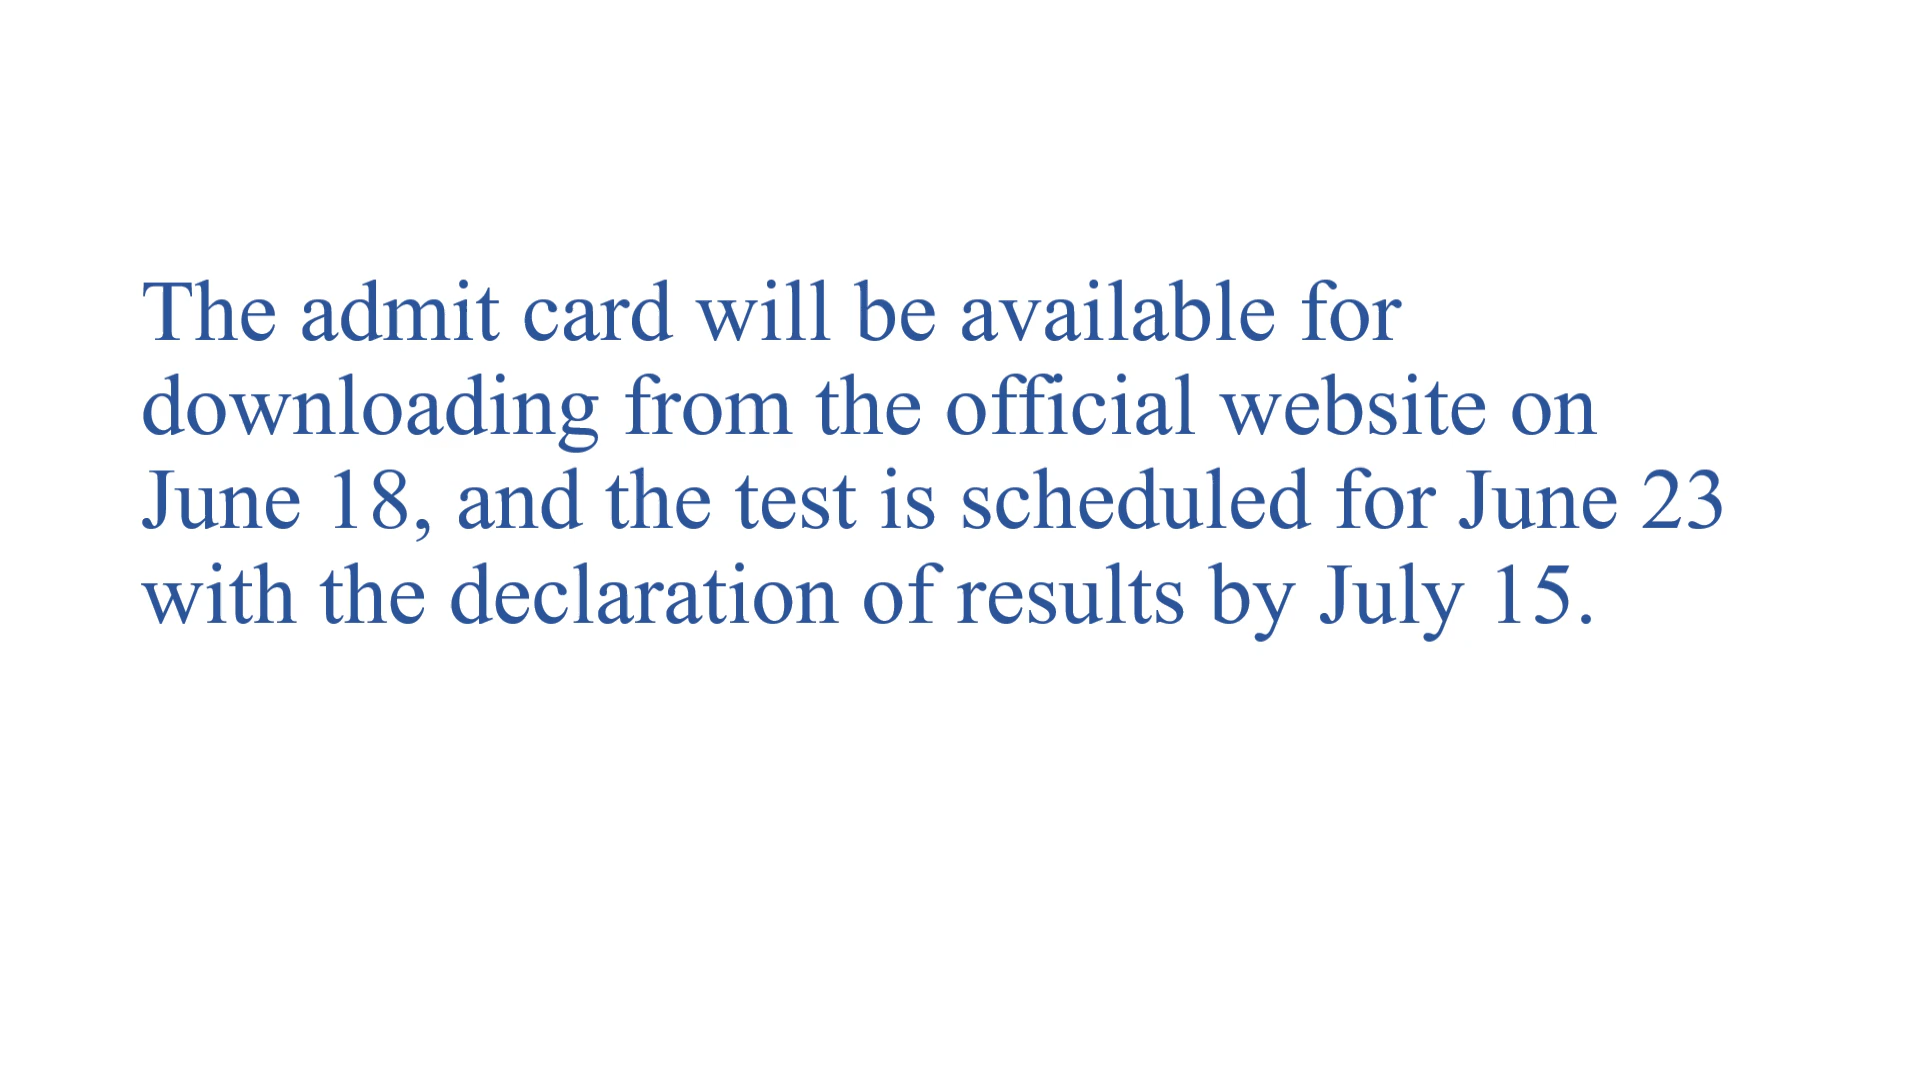 The admit card will be available for
downloading from the official website on
June 18, and the test is scheduled for June 23
with the declaration of results by July 15.